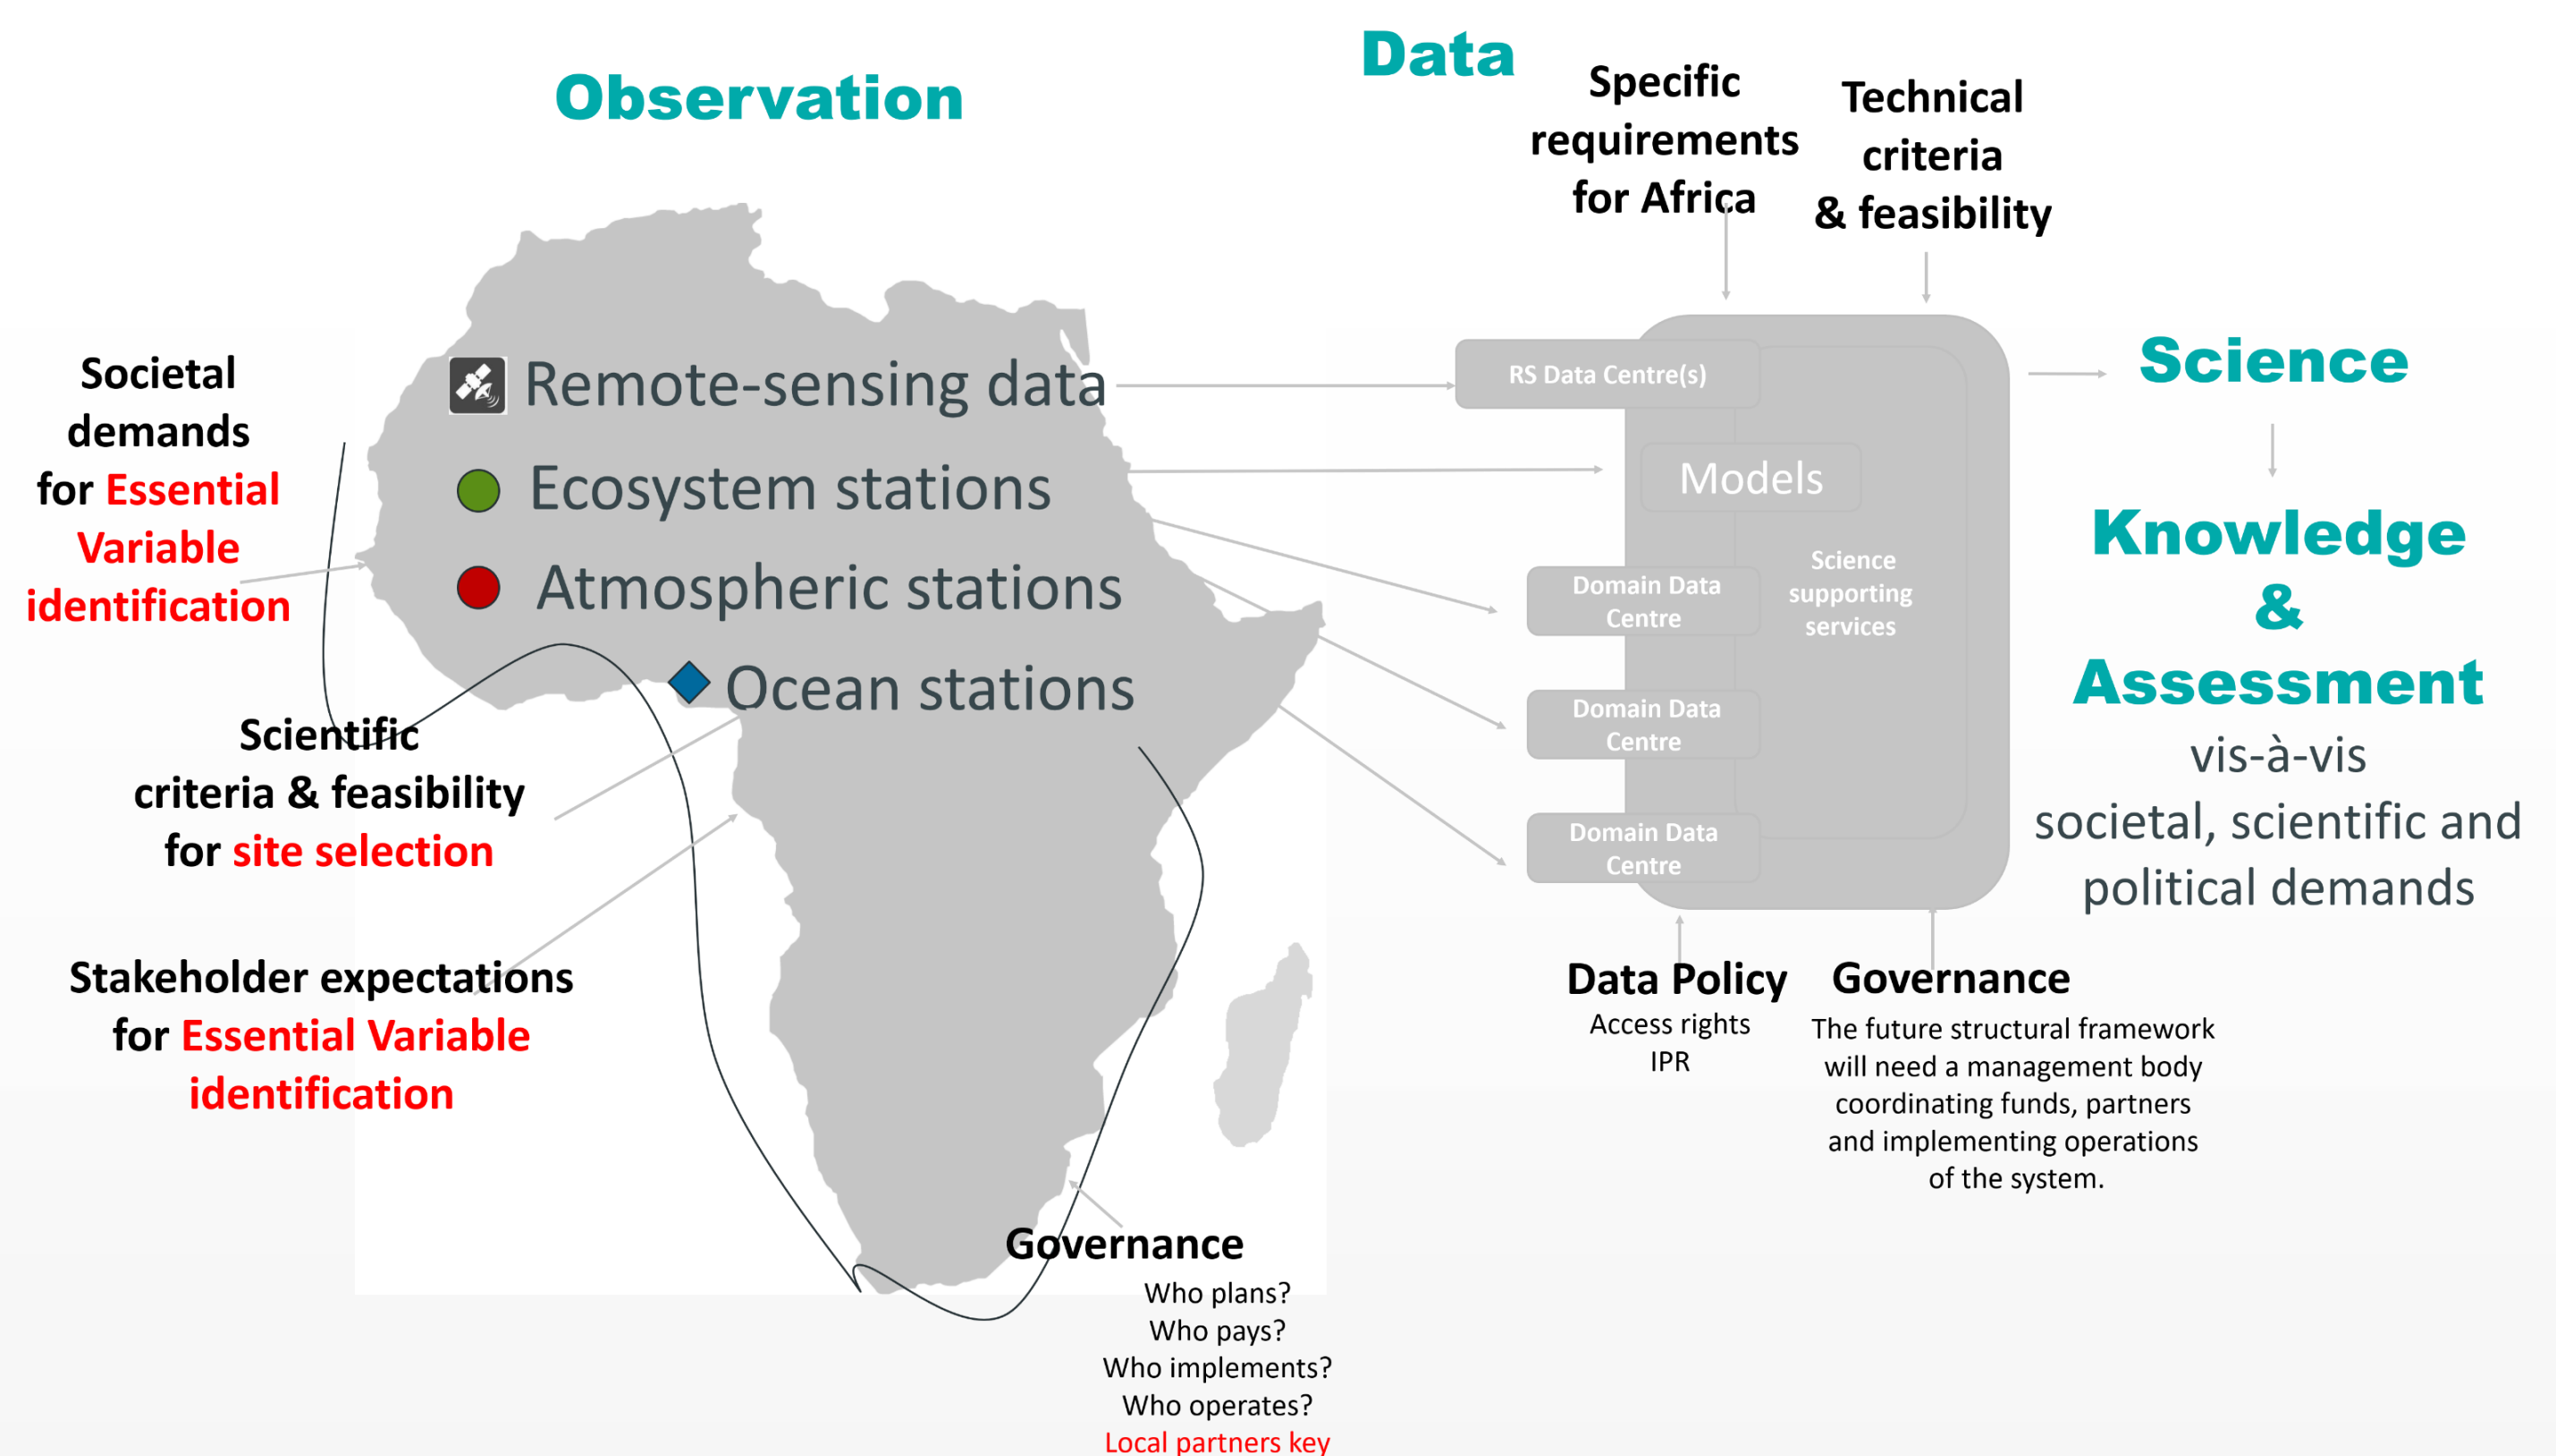 Observation
Data
Specific
requirements
for Africa
Technical
criteria
& feasibility
Societal
demands
for Essential
Variable
identification
Remote-sensing data
Ecosystem stations
Atmospheric stations
Ocean stations
Scientific
criteria & feasibility
for site selection
Stakeholder expectations
for Essential Variable
identification
Governance
Who plans?
Who pays?
Who implements?
Who operates?
Local partners key
RS Data Centre(s)
Models
Science
supporting
services
Domain Data
Centre
Domain Data
Centre
Domain Data
Centre
Data Policy
Access rights
IPR
Governance
The future structural framework
will need a management body
coordinating funds, partners
and implementing operations
of the system.
Science
Knowledge
&
Assessment
vis-à-vis
societal, scientific and
political demands